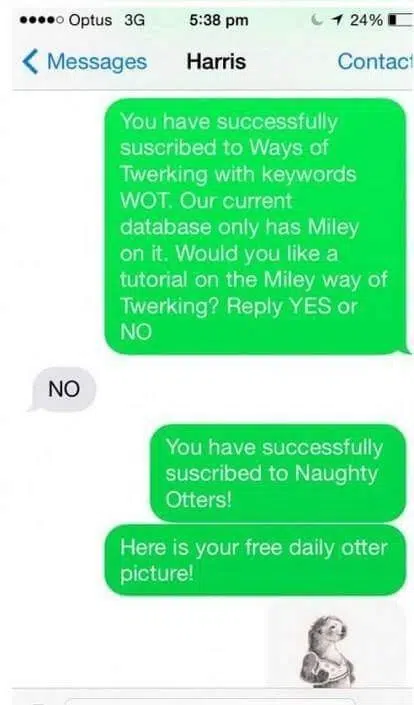 Optus 3G 5:38 pm 24%
Messages Harris Contact
You have successfully
suscribed to Ways of
Twerking with keywords
WOT. Our current
database only has Miley
on it. Would you like a
tutorial on the Miley way of
Twerking? Reply YES or
NO
NO
You have successfully
suscribed to Naughty
Otters!
Here is your free daily otter
picture!